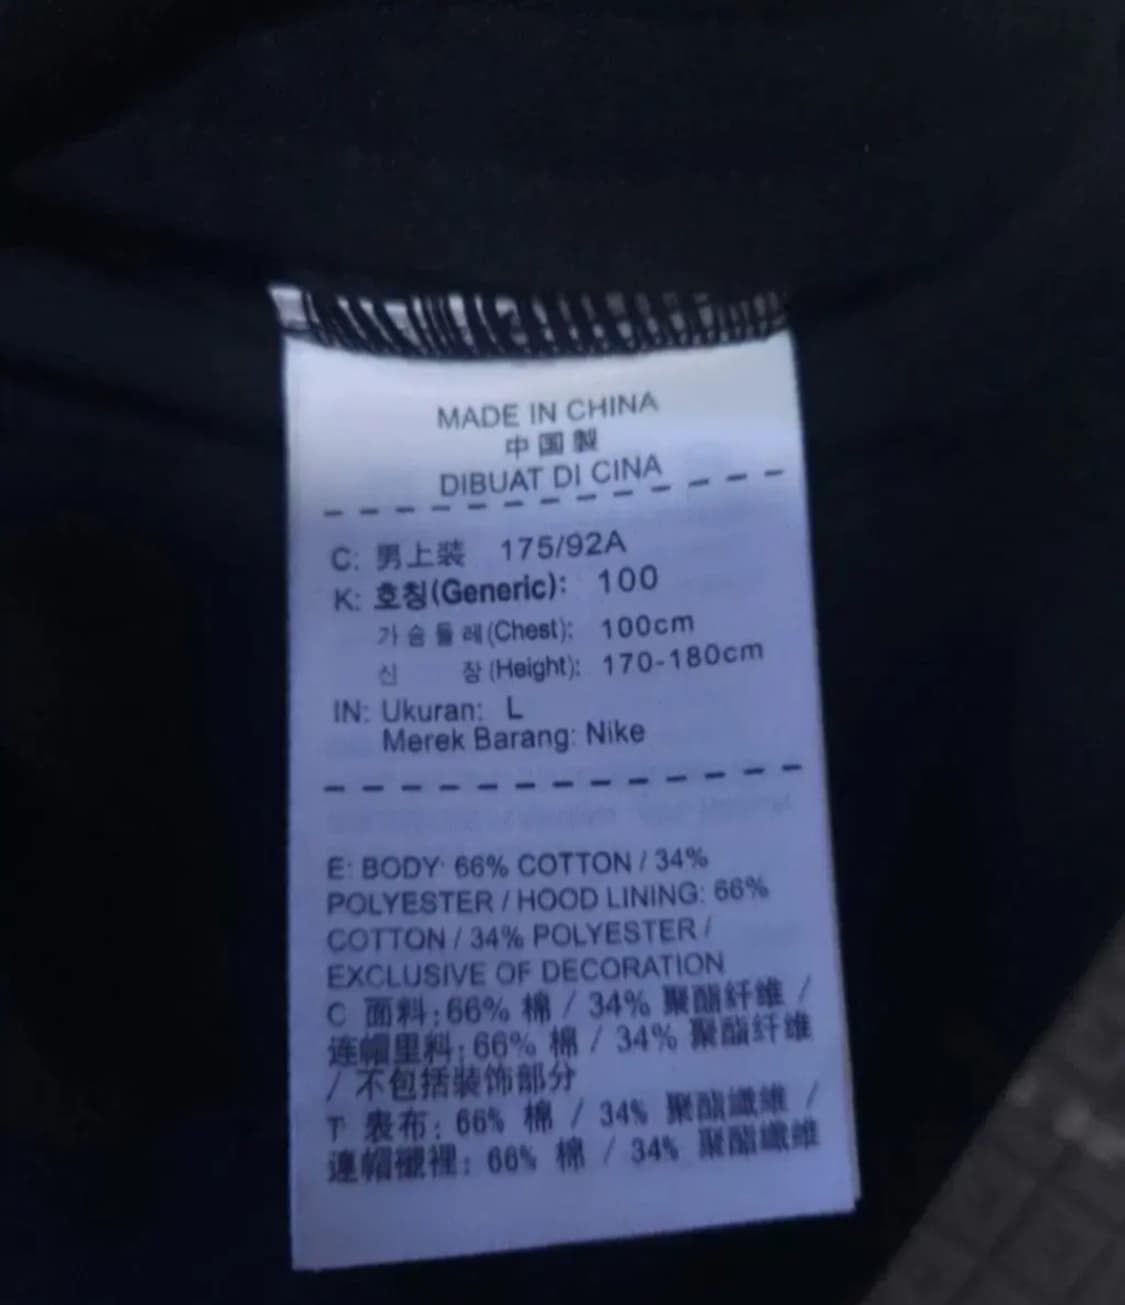 MADE IN CHINA
中国製
DIBUAT DI CINA
C: 男上装 175/92A
K: 호칭(Generic): 100
가슴둘레(Chest): 100cm
신 장(Height): 170-180cm
IN: Ukuran: L
Merek Barang: Nike
E: BODY: 66% COTTON / 34%
POLYESTER / HOOD LINING: 66%
COTTON / 34% POLYESTER /
EXCLUSIVE OF DECORATION
C 面料:66% 棉 / 34% 聚酯纤维 /
连帽里料:66% 棉 / 34% 聚酯纤维
/ 不包括装饰部分
T 表布: 66% 棉 / 34% 聚酯纖維 /
連帽襯裡: 66% 棉 / 34% 聚酯纖維